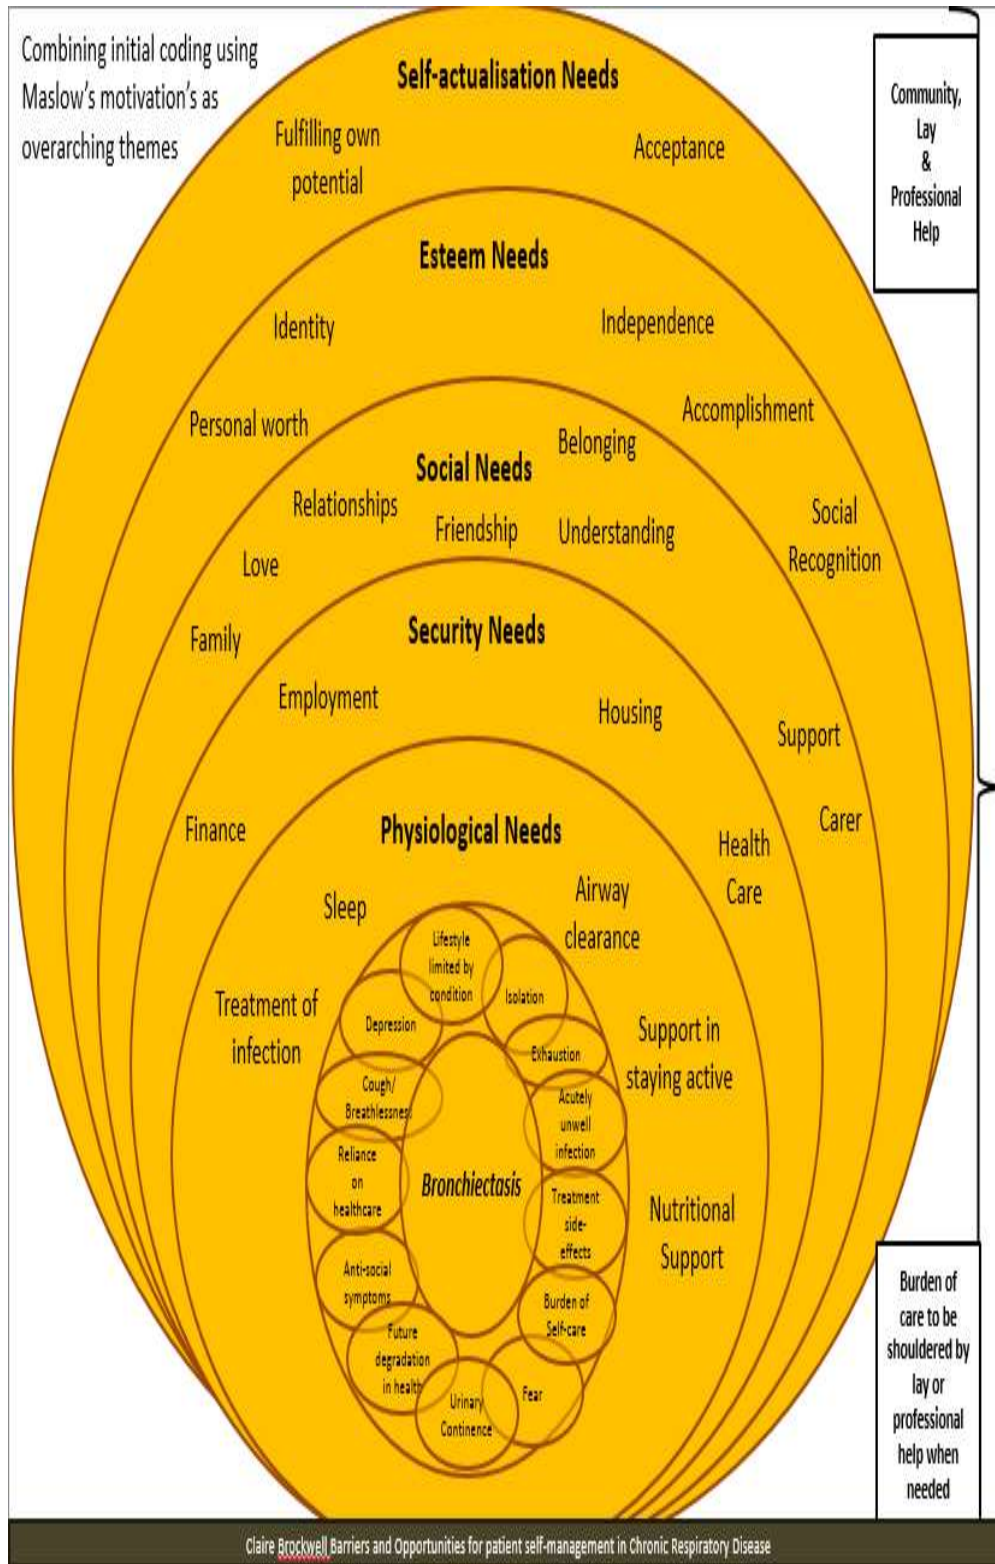 Combining initial coding using
Maslow's motivation's as
overarching themes
Self-actualisation Needs
Fulfilling own
potential
Acceptance
Community,
Lay
&
Professional
Help
Esteem Needs
Identity
Independence
Personal worth
Accomplishment
Social
Recognition
Social Needs
Belonging
Relationships
Friendship
Understanding
Love
Family
Support
Carer
Security Needs
Employment
Housing
Finance
Health
Care
Physiological Needs
Sleep
Airway
clearance
Treatment of
infection
Support in
staying active
Nutritional
Support
Lifestyle
limited by
condition
Isolation
Depression
Exhaustion
Cough/
Breathlessness
Acutely
unwell
infection
Reliance
on
healthcare
Bronchiectasis
Treatment
side-
effects
Anti-social
symptoms
Burden of
Self-care
Future
degradation
in health
Fear
Urinary
Continence
Burden of
care to be
shouldered by
lay or
professional
help when
needed
Claire Brockwell Barriers and Opportunities for patient self-management in Chronic Respiratory Disease